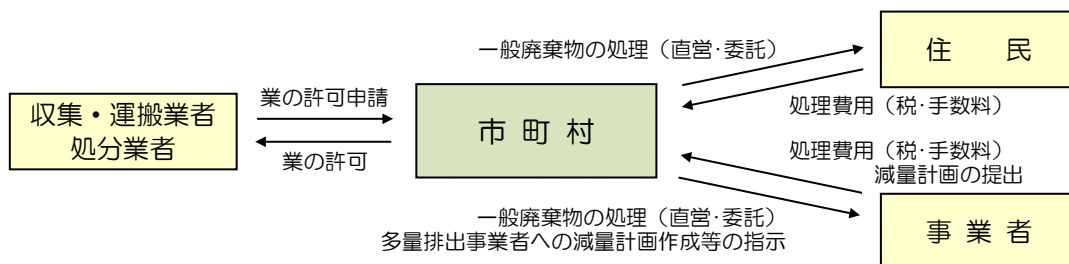 一般廃棄物の処理（直営･委託）
住　民
業の許可申請
処理費用（税･手数料）
収集・運搬業者
処分業者
市 町 村
業の許可
処理費用（税･手数料）
減量計画の提出
一般廃棄物の処理（直営･委託）
多量排出事業者への減量計画作成等の指示
事 業 者